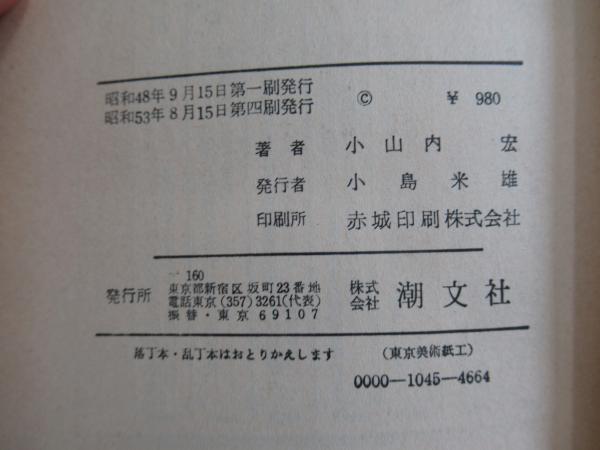 昭和48年9月15日第一刷発行
昭和53年8月15日第四刷発行
© ¥ 980
著者 小山内 宏
発行者 小島米雄
印刷所 赤城印刷株式会社
発行所
160
東京都新宿区坂町23番地
電話東京(357)3261(代表)
振替・東京69107
株式会社 潮文社
落丁本・乱丁本はおとりかえします
(東京美術紙工)
0000—1045—4664